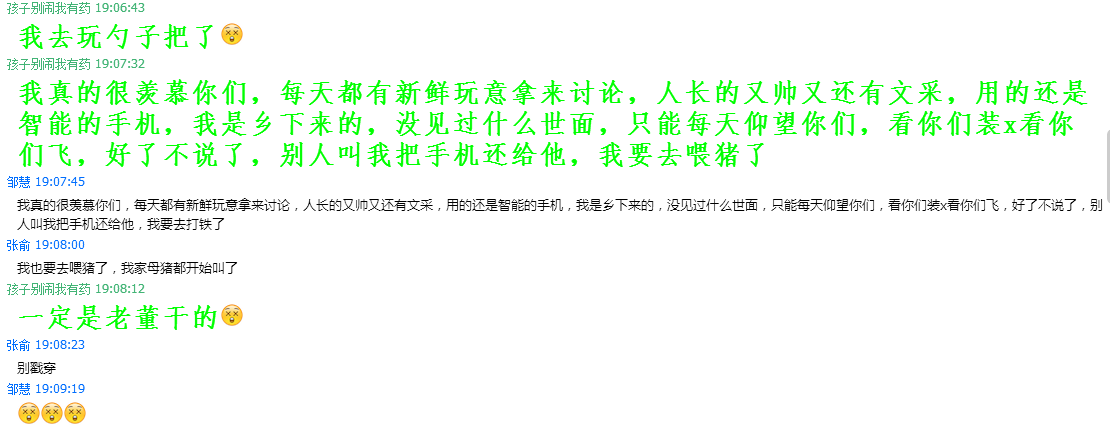 孩子别闹我有药 19:06:43
我去玩勺子把了
孩子别闹我有药 19:07:32
我真的很羡慕你们，每天都有新鲜玩意拿来讨论，人长的又帅又还有文采，用的还是
智能的手机，我是乡下来的，没见过什么世面，只能每天仰望你们，看你们装x看你
们飞，好了不说了，别人叫我把手机还给他，我要去喂猪了
邹慧 19:07:45
我真的很羡慕你们，每天都有新鲜玩意拿来讨论，人长的又帅又还有文采，用的还是智能的手机，我是乡下来的，没见过什么世面，只能每天仰望你们，看你们装x看你们飞，好了不说了，别
人叫我把手机还给他，我要去打铁了
张俞 19:08:00
我也要去喂猪了，我家母猪都开始叫了
孩子别闹我有药 19:08:12
一定是老董干的
张俞 19:08:23
别戳穿
邹慧 19:09:19